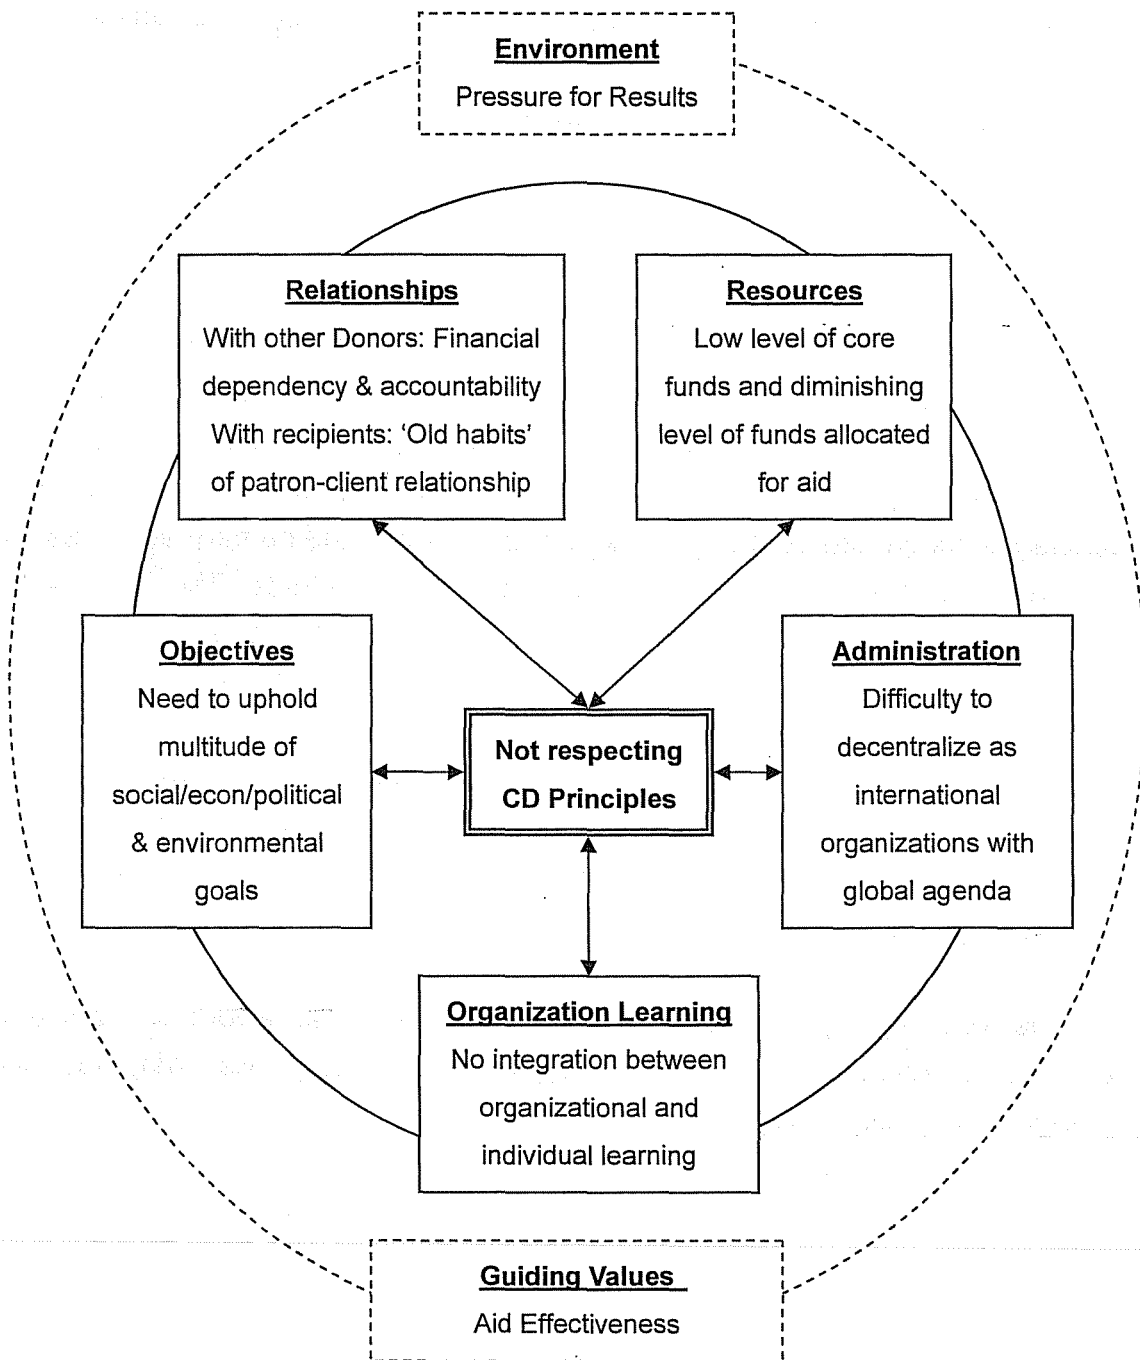 Environment
Pressure for Results
Relationships
With other Donors: Financial
dependency & accountability
With recipients: ‘Old habits’
of patron-client relationship
Resources
Low level of core
funds and diminishing
level of funds allocated
for aid
Objectives
Need to uphold
multitude of
social/econ/political
& environmental
goals
Not respecting
CD Principles
Administration
Difficulty to
decentralize as
international
organizations with
global agenda
Organization Learning
No integration between
organizational and
individual learning
Guiding Values
Aid Effectiveness